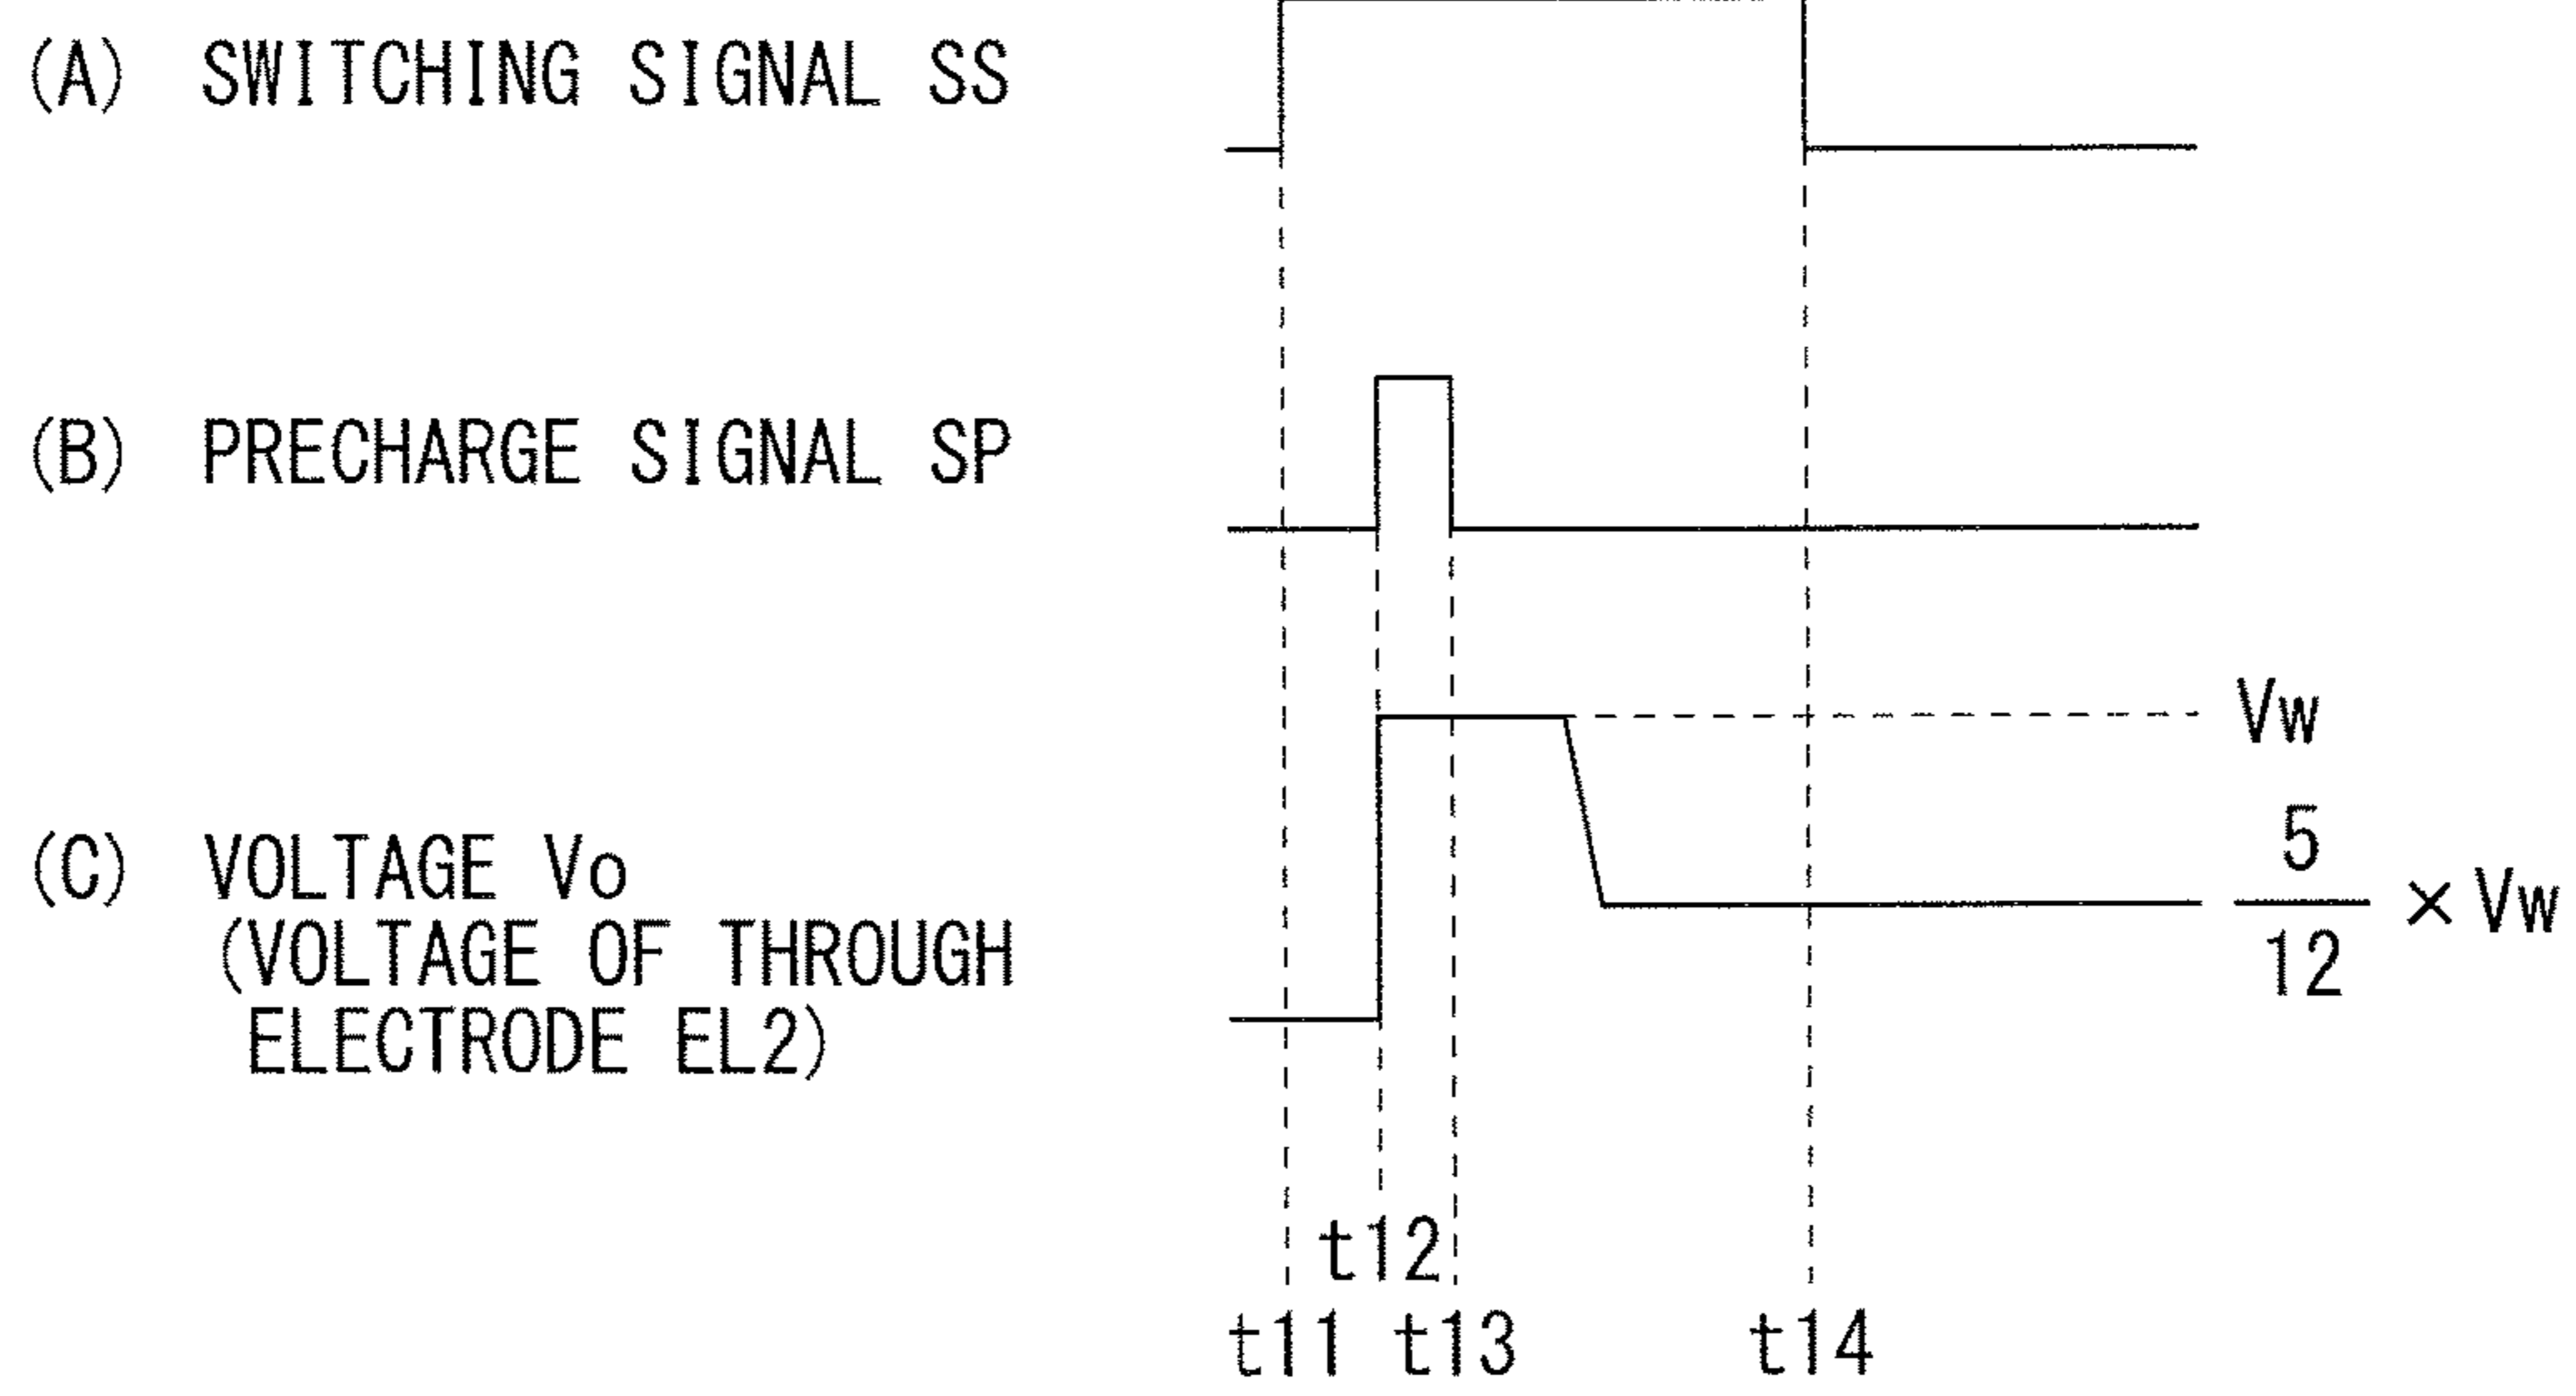 (A) SWITCHING SIGNAL SS
(B) PRECHARGE SIGNAL SP
Vw
(C) VOLTAGE Vo
(VOLTAGE OF THROUGH
ELECTRODE EL2)
5
12
× Vw
t12
t11 t13 t14